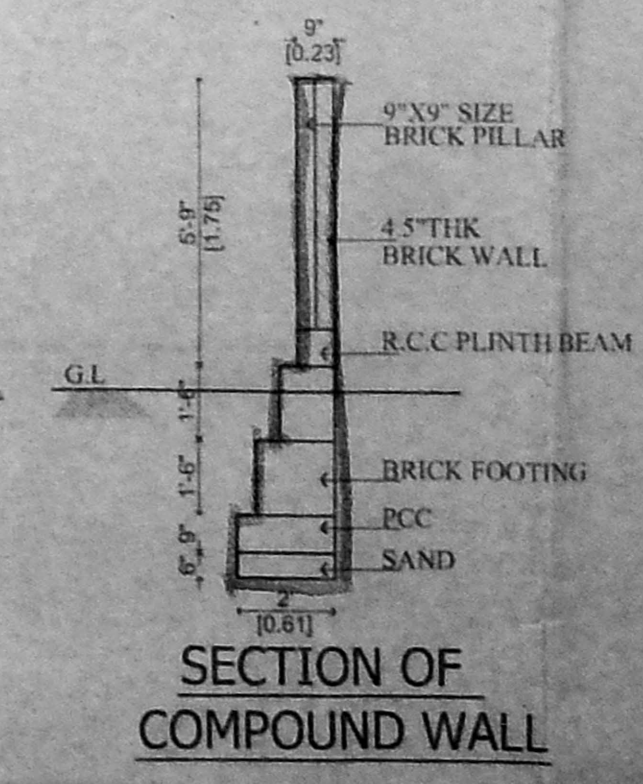 9"
[0.23]
9"X9" SIZE
BRICK PILLAR
5'-9"
[1.75]
4.5"THK
BRICK WALL
R.C.C PLINTH BEAM
G.L
1'-6"
1'-6"
BRICK FOOTING
9"
PCC
6"
SAND
2'
[0.61]
SECTION OF
COMPOUND WALL